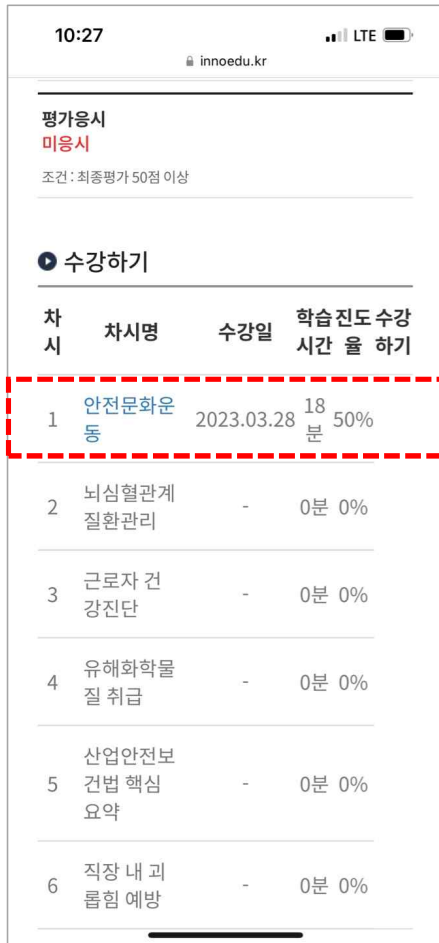 10:27
LTE
innoedu.kr
평가응시
미응시
조건 : 최종평가 50점 이상
수강하기
차시 차시명 수강일 학습시간 진도율 수강하기
1 안전문화운동 2023.03.28 18분 50%
2 뇌심혈관계 질환관리 - 0분 0%
3 근로자 건강진단 - 0분 0%
4 유해화학물질 취급 - 0분 0%
5 산업안전보건법 핵심 요약 - 0분 0%
6 직장 내 괴롭힘 예방 - 0분 0%